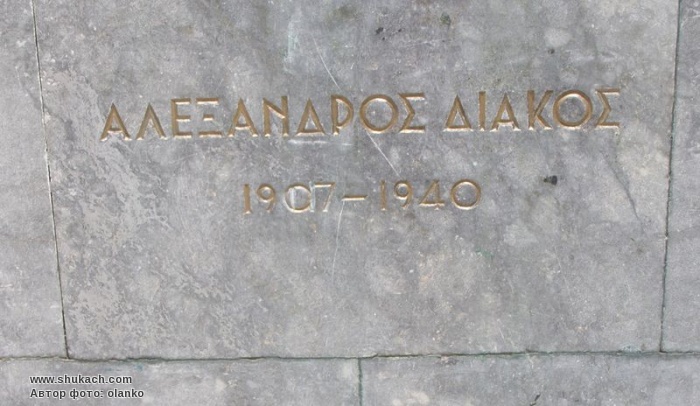 ΑΛΕΞΑΝΔΡΟΣ ΔΙΑΚΟΣ
1907-1940
www.shukach.com
Автор фото: olanko